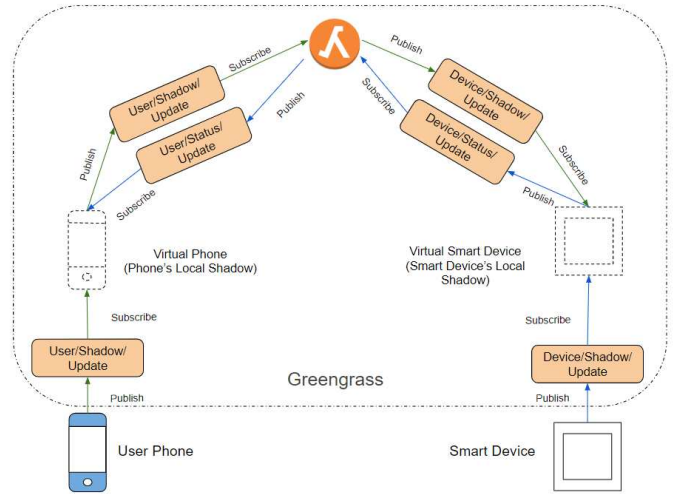 Subscribe
Publish
User/Shadow/
Update
Device/Shadow/
Update
Publish
Subscribe
User/Status/
Update
Device/Status/
Update
Publish
Subscribe
Subscribe
Publish
Virtual Phone
(Phone's Local Shadow)
Virtual Smart Device
(Smart Device's Local
Shadow)
Subscribe
Subscribe
User/Shadow/
Update
Device/Shadow/
Update
Greengrass
Publish
Publish
User Phone
Smart Device